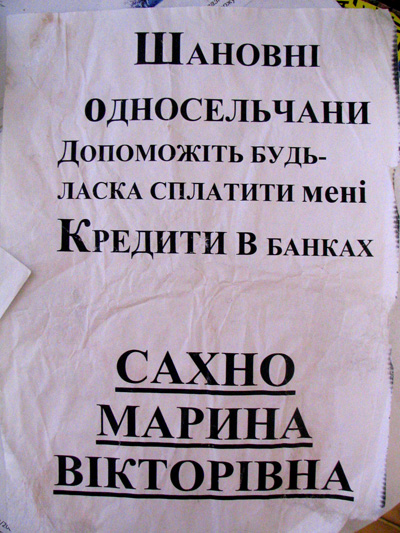 Шановні
односельчани
Допоможіть будь-
ласка сплатити мені
Кредити в банках
САХНО
МАРИНА
ВІКТОРІВНА